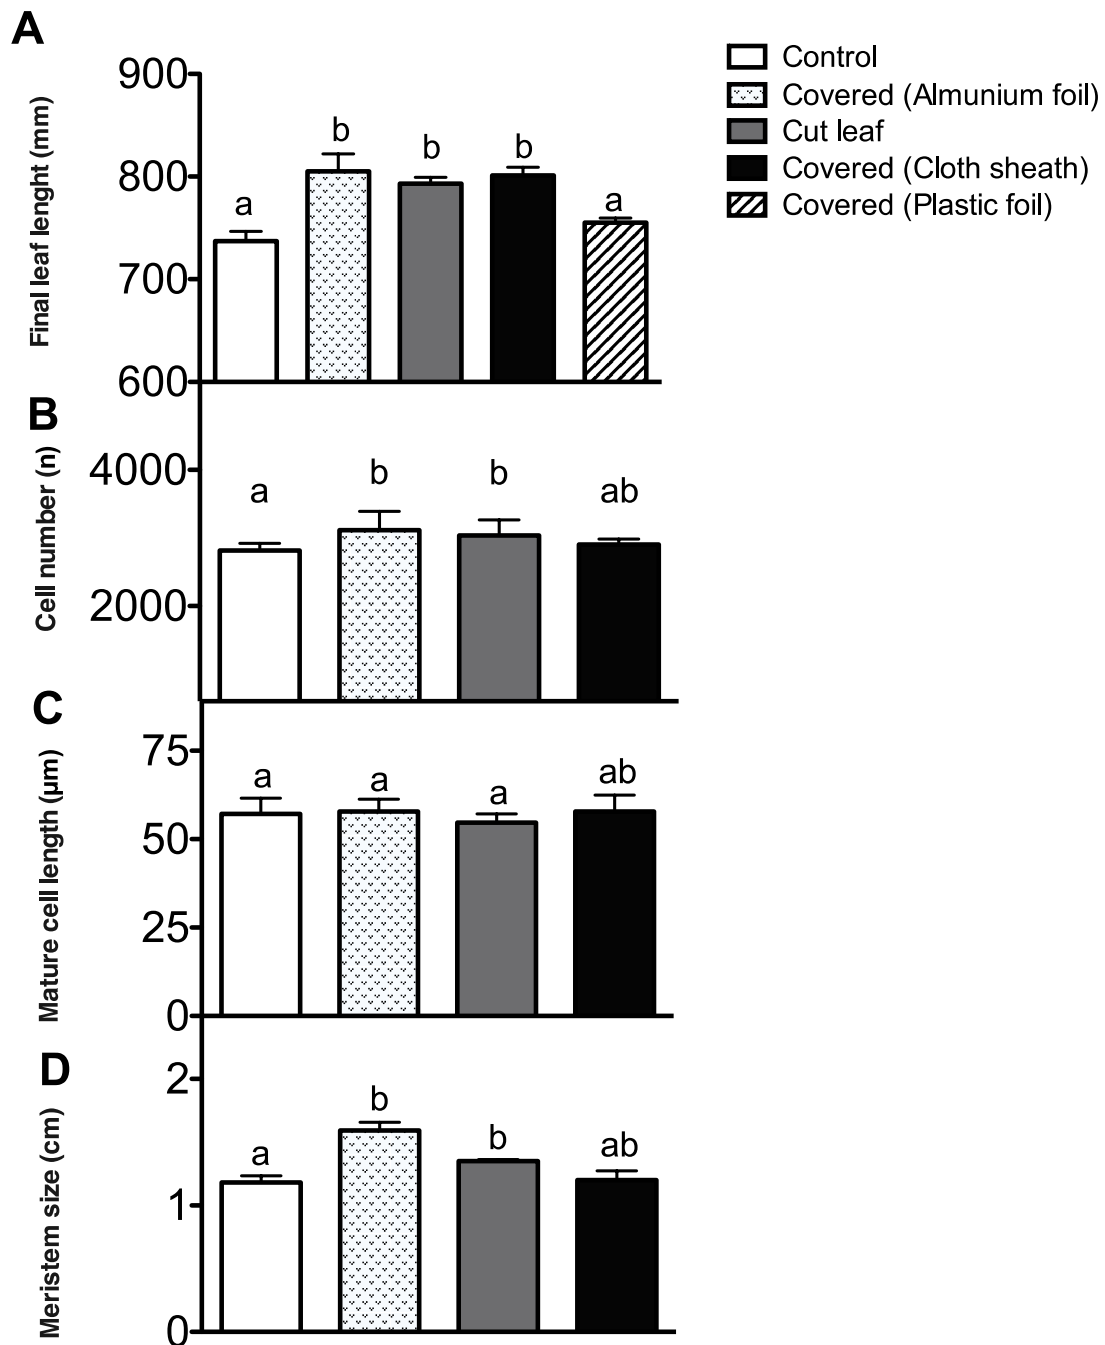 A
Final leaf lenght (mm)
900
800
700
600
a
b
b
b
a
Control
Covered (Almunium foil)
Cut leaf
Covered (Cloth sheath)
Covered (Plastic foil)
B
Cell number (n)
4000
2000
a
b
b
ab
C
Mature cell length (µm)
75
50
25
0
a
a
a
ab
D
Meristem size (cm)
2
1
0
a
b
b
ab